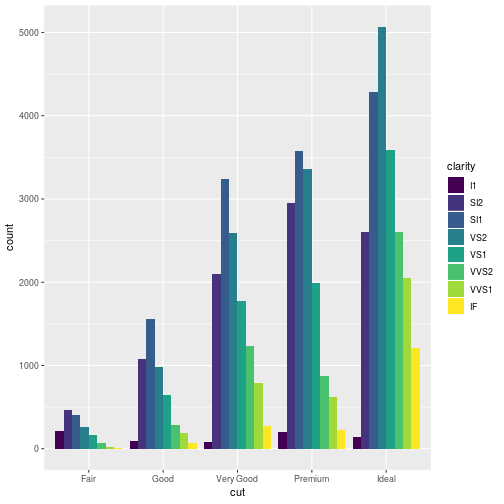 5000
4000
3000
2000
1000
0
count
Fair Good Very Good Premium Ideal
cut
clarity
I1
SI2
SI1
VS2
VS1
VVS2
VVS1
IF